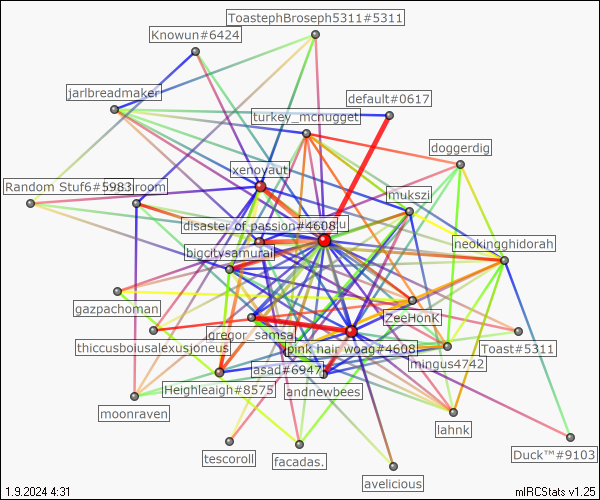 ToastephBroseph5311#5311
Knowun#6424
jarlbreadmaker
default#0617
turkey_mcnugget
doggerdig
xenoyaut
Random Stuf6#5983
room
mukszi
disaster of passion#4608
neokingghidorah
bigcitysamurai
gazpachoman
ZeeHonK
gregor_samsa
thiccusboiusalexusjoneus
pink hair woag#4608
Toast#5311
mingus4742
asad#6947
Heighleaigh#8575
andnewbees
moonraven
lahnk
tescoroll
facadas.
Duck™#9103
avelicious
1.9.2024 4:31
mIRCStats v1.25